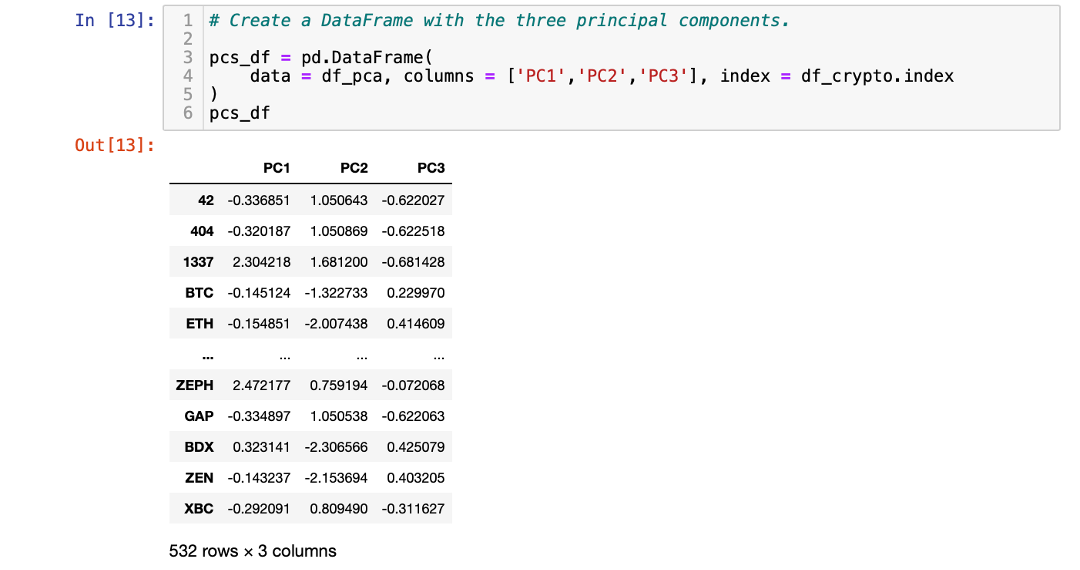 In [13]:
1 # Create a DataFrame with the three principal components.
2
3 pcs_df = pd.DataFrame(
4     data = df_pca, columns = ['PC1','PC2','PC3'], index = df_crypto.index
5 )
6 pcs_df
Out[13]:
PC1 PC2 PC3
42 -0.336851 1.050643 -0.622027
404 -0.320187 1.050869 -0.622518
1337 2.304218 1.681200 -0.681428
BTC -0.145124 -1.322733 0.229970
ETH -0.154851 -2.007438 0.414609
... ... ... ...
ZEPH 2.472177 0.759194 -0.072068
GAP -0.334897 1.050538 -0.622063
BDX 0.323141 -2.306566 0.425079
ZEN -0.143237 -2.153694 0.403205
XBC -0.292091 0.809490 -0.311627
532 rows × 3 columns